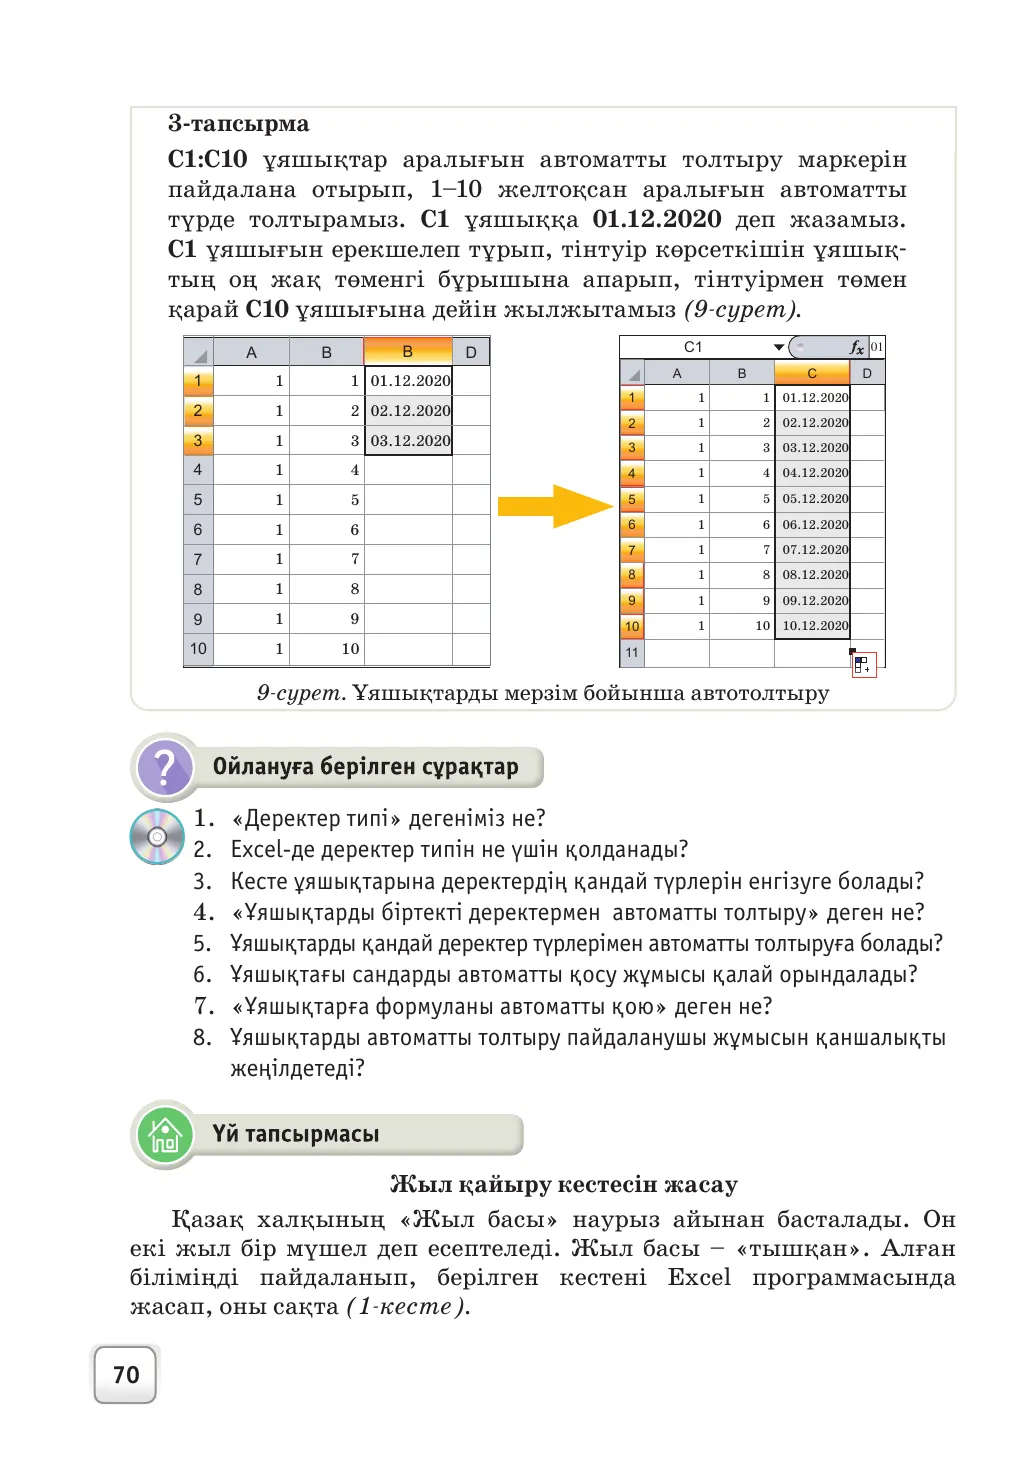 3-тапсырма
C1:C10 ұяшықтар аралығын автоматты толтыру маркерін
пайдалана отырып, 1–10 желтоқсан аралығын автоматты
түрде толтырамыз. C1 ұяшыққа 01.12.2020 деп жазамыз.
C1 ұяшығын ерекшелеп тұрып, тінтуір көрсеткішін ұяшық-
тың оң жақ төменгі бұрышына апарып, тінтуірмен төмен
қарай C10 ұяшығына дейін жылжытамыз (9-сурет).
A B B D
1 1 1 01.12.2020
2 1 2 02.12.2020
3 1 3 03.12.2020
4 1 4
5 1 5
6 1 6
7 1 7
8 1 8
9 1 9
10 1 10
C1 fx 01
A B C D
1 1 1 01.12.2020
2 1 2 02.12.2020
3 1 3 03.12.2020
4 1 4 04.12.2020
5 1 5 05.12.2020
6 1 6 06.12.2020
7 1 7 07.12.2020
8 1 8 08.12.2020
9 1 9 09.12.2020
10 1 10 10.12.2020
11
9-сурет. Ұяшықтарды мерзім бойынша автотолтыру
? Ойлануға берілген сұрақтар
1. «Деректер типі» дегеніміз не?
2. Excel-де деректер типін не үшін қолданады?
3. Кесте ұяшықтарына деректердің қандай түрлерін енгізуге болады?
4. «Ұяшықтарды біртекті деректермен автоматты толтыру» деген не?
5. Ұяшықтарды қандай деректер түрлерімен автоматты толтыруға болады?
6. Ұяшықтағы сандарды автоматты қосу жұмысы қалай орындалады?
7. «Ұяшықтарға формуланы автоматты қою» деген не?
8. Ұяшықтарды автоматты толтыру пайдаланушы жұмысын қаншалықты
жеңілдетеді?
Үй тапсырмасы
Жыл қайыру кестесін жасау
Қазақ халқының «Жыл басы» наурыз айынан басталады. Он
екі жыл бір мүшел деп есептеледі. Жыл басы – «тышқан». Алған
біліміңді пайдаланып, берілген кестені Excel программасында
жасап, оны сақта (1-кесте).
70